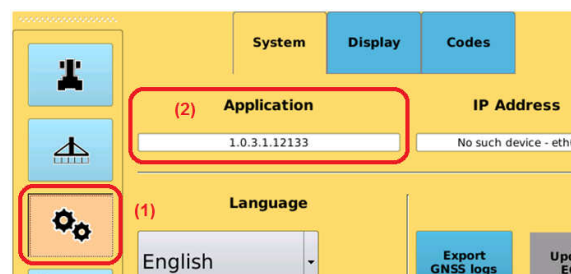 System
Display
Codes
(2)
Application
IP Address
1.0.3.1.12133
No such device - eth
(1)
Language
English
Export
GNSS logs